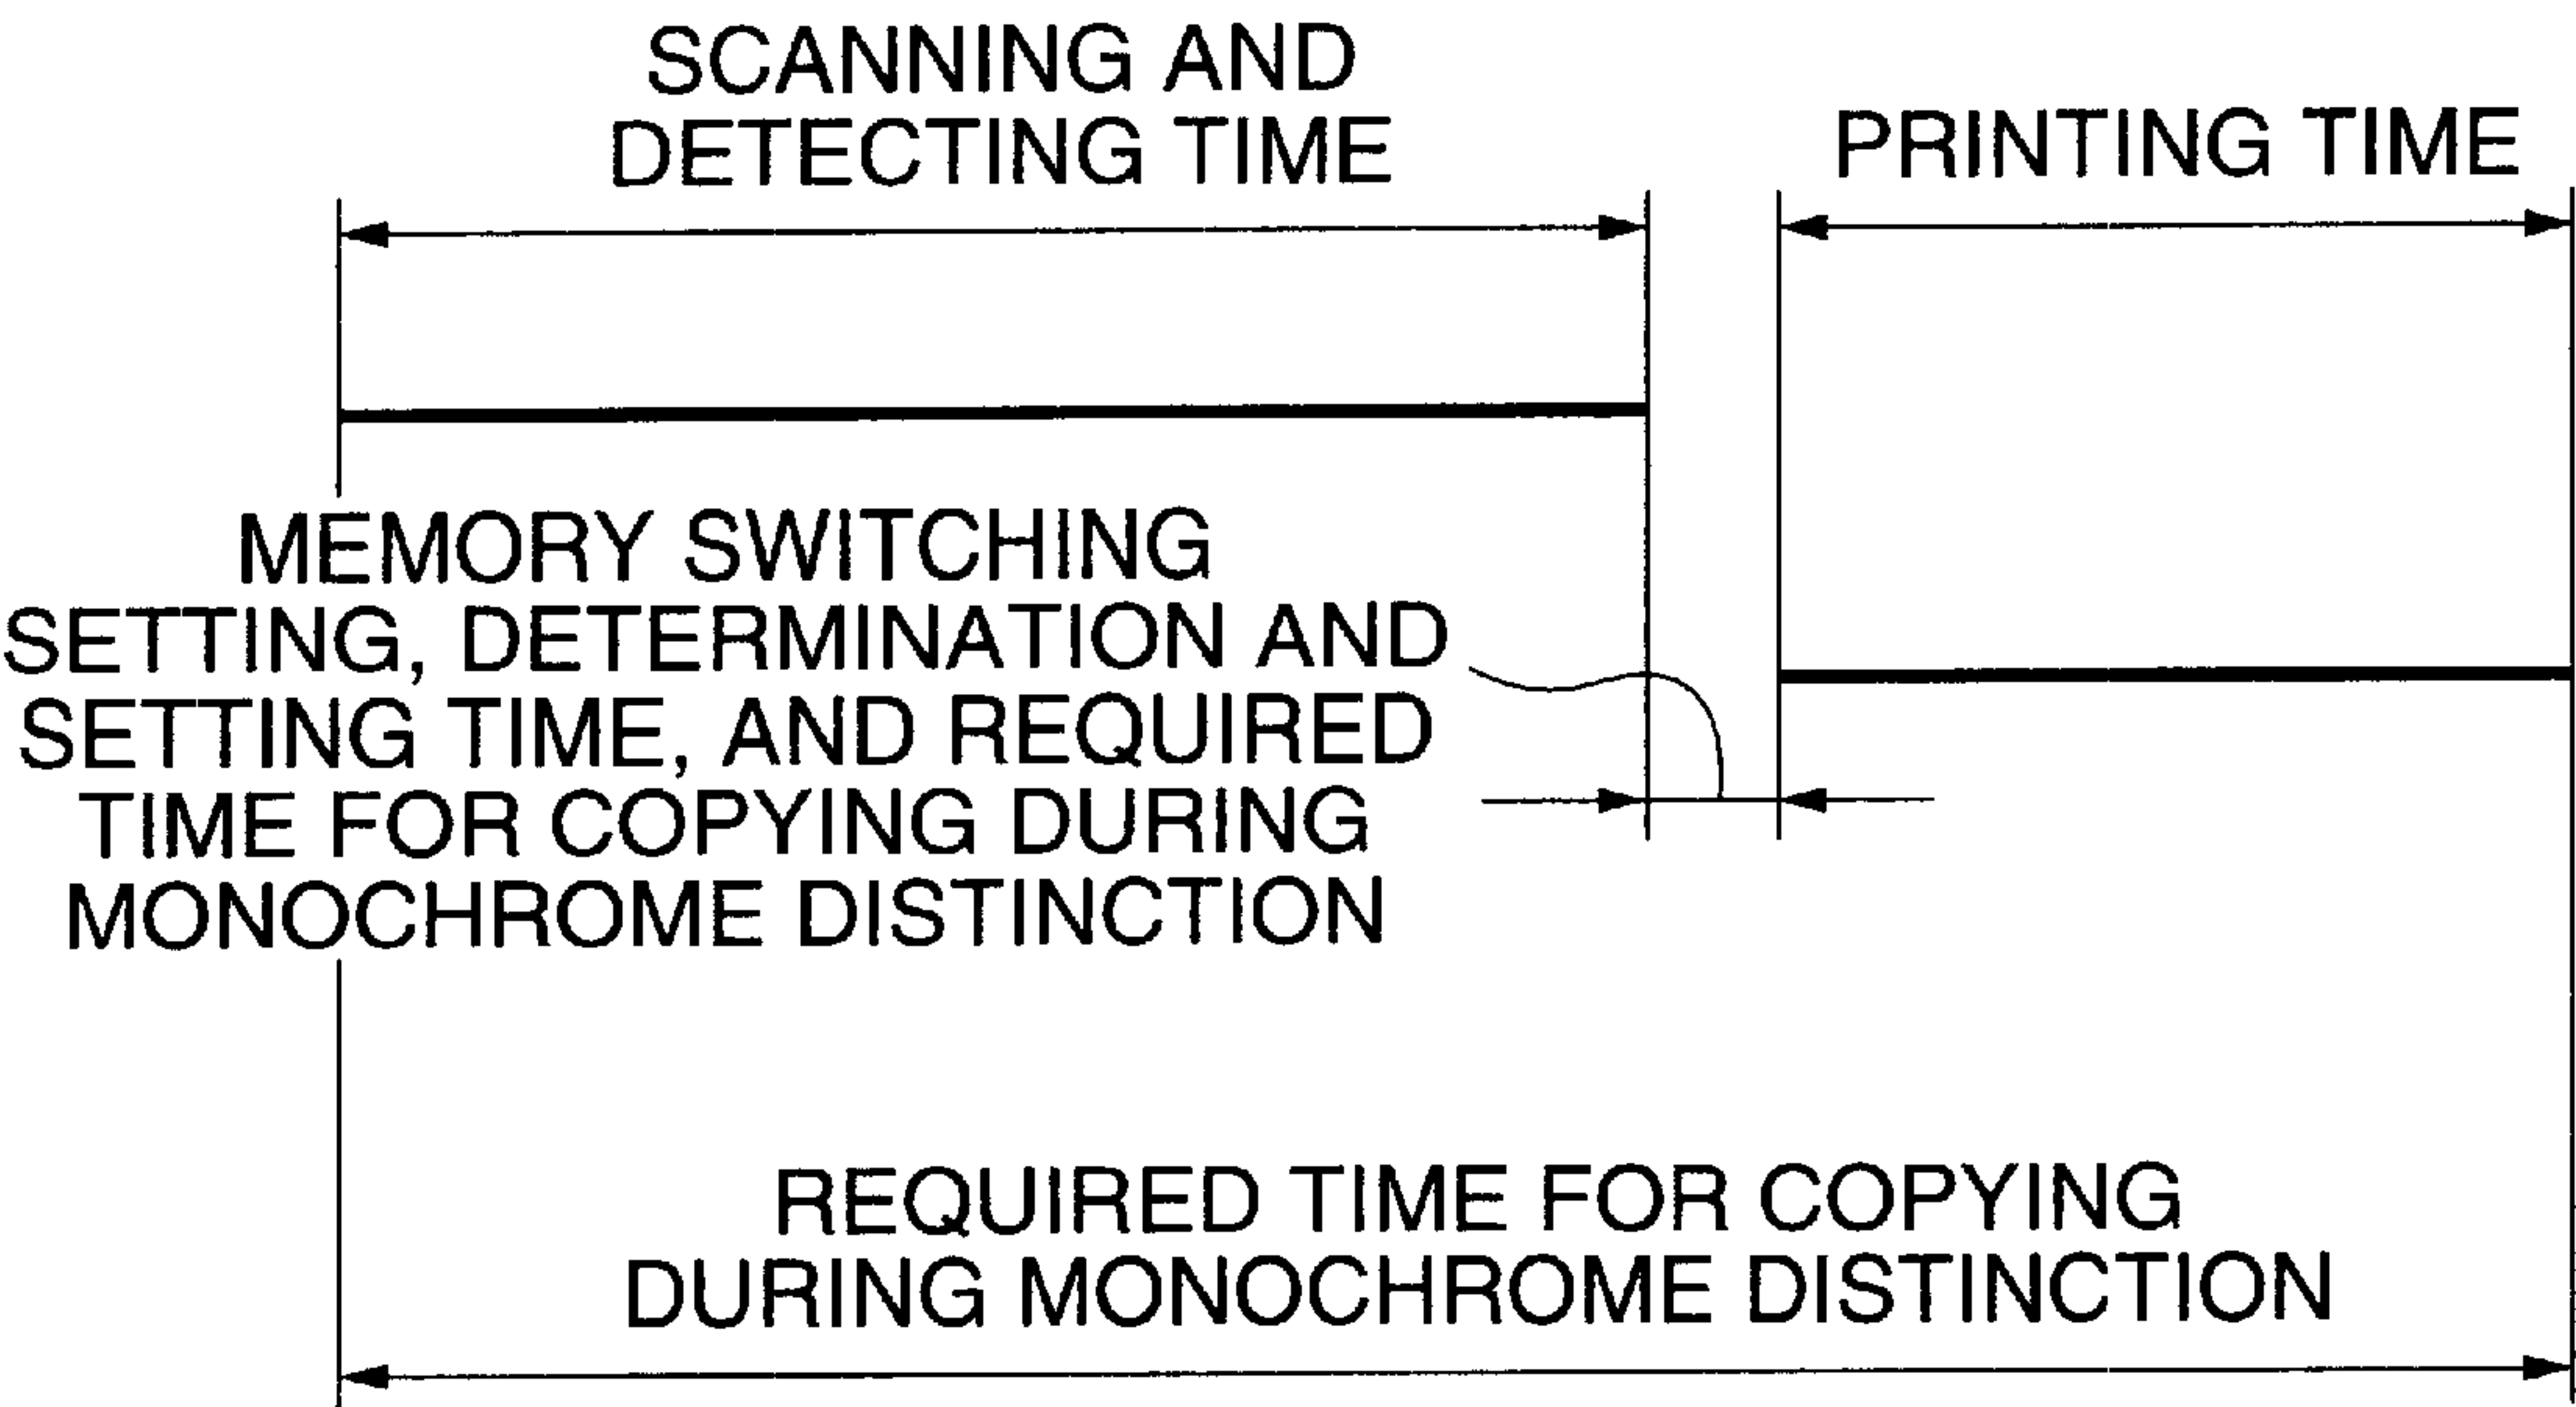 SCANNING AND
DETECTING TIME
PRINTING TIME
MEMORY SWITCHING
SETTING, DETERMINATION AND
SETTING TIME, AND REQUIRED
TIME FOR COPYING DURING
MONOCHROME DISTINCTION
REQUIRED TIME FOR COPYING
DURING MONOCHROME DISTINCTION